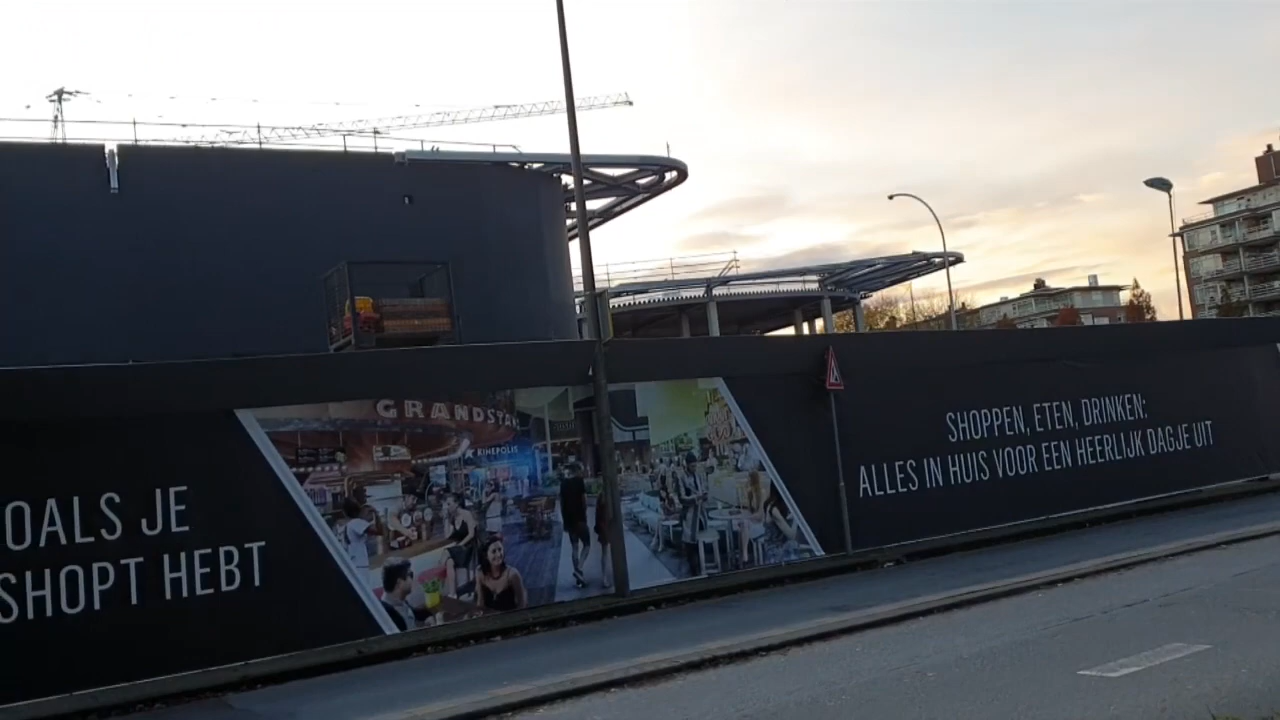 OALS JE
SHOPT HEBT
GRANDSTA
KINEPOLIS
SHOPPEN, ETEN, DRINKEN:
ALLES IN HUIS VOOR EEN HEERLIJK DAGJE UIT